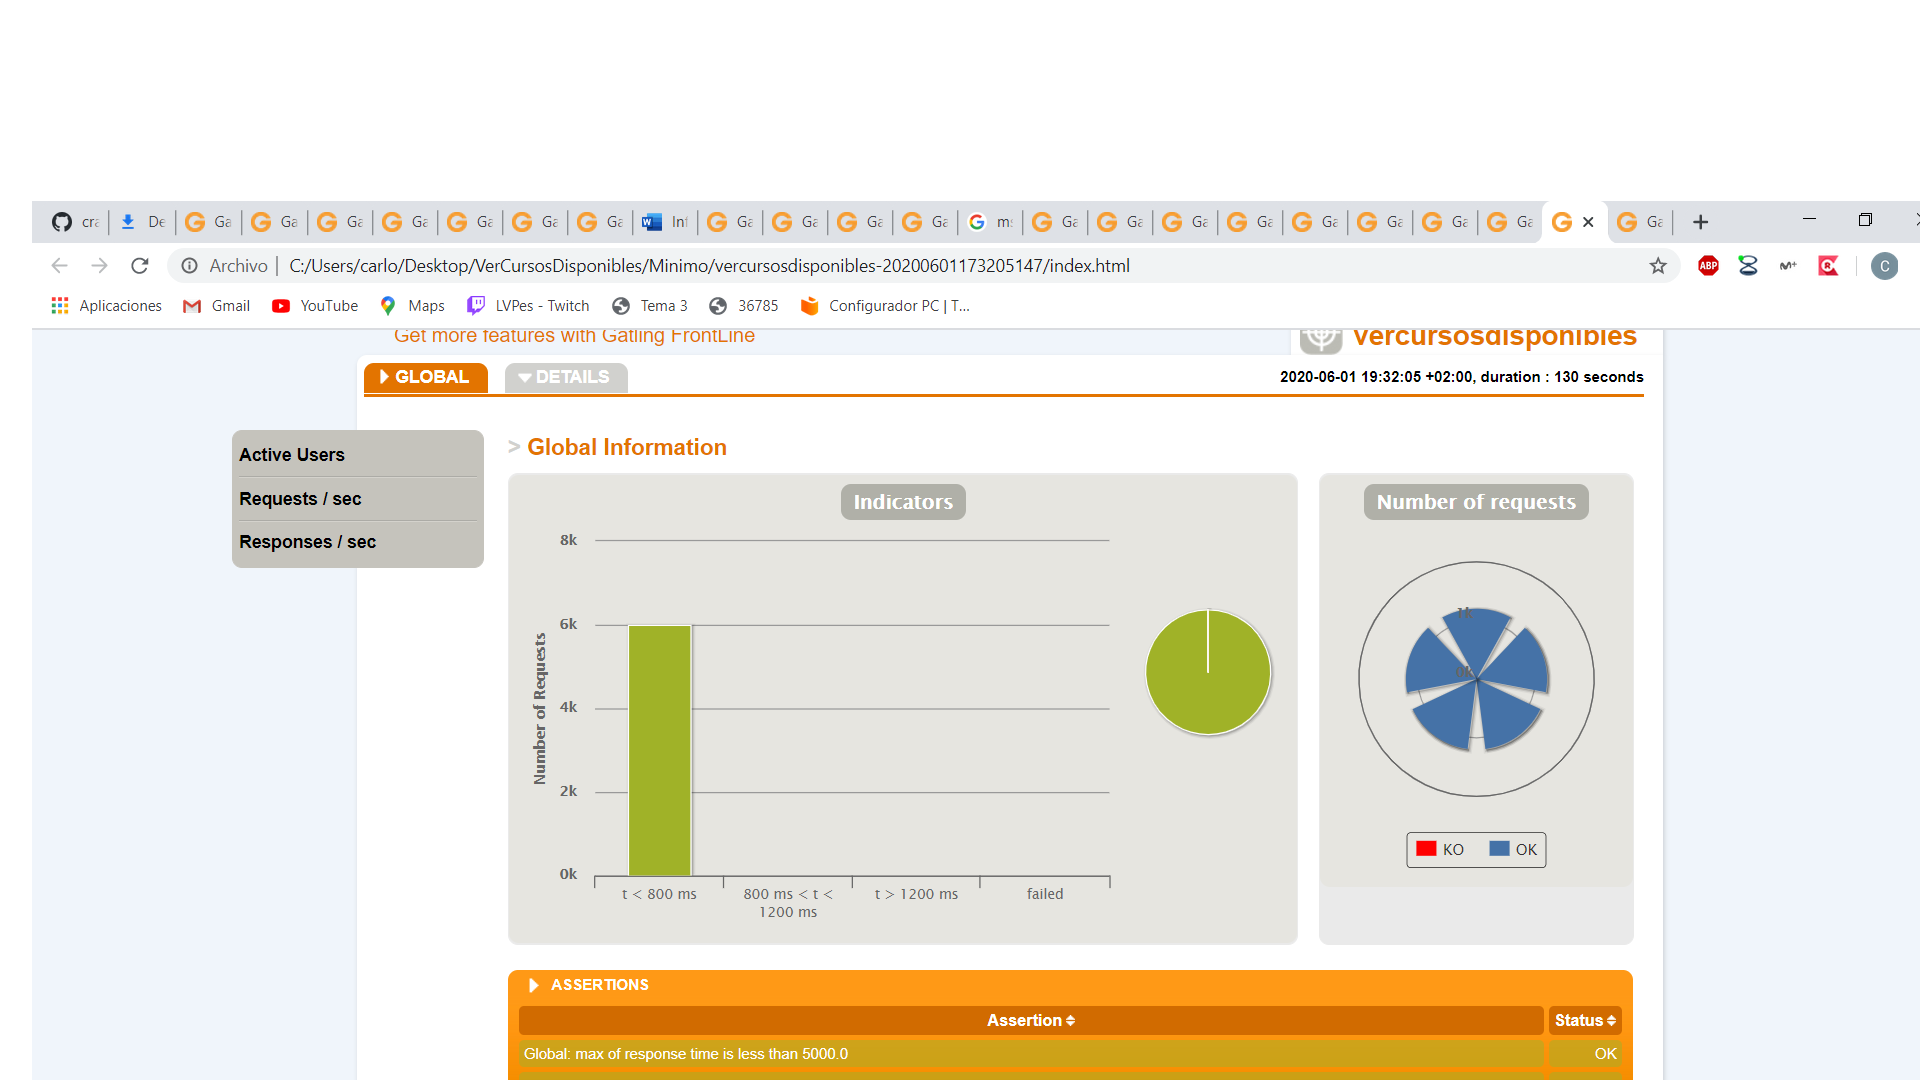 cra De Ga Ga Ga Ga Ga Ga Ga Inf Ga Ga Ga Ga ms Ga Ga Ga Ga Ga Ga Ga Ga Ga
Archivo | C:/Users/carlo/Desktop/VerCursosDisponibles/Minimo/vercursosdisponibles-20200601173205147/index.html
ABP
M+
C
Aplicaciones Gmail YouTube Maps LVPes - Twitch Tema 3 36785 Configurador PC | T...
Get more features with Gatling FrontLine
vercursosdisponibles
GLOBAL DETAILS
2020-06-01 19:32:05 +02:00, duration : 130 seconds
Active Users
Requests / sec
Responses / sec
> Global Information
Indicators
8k
6k
4k
2k
0k
Number of Requests
t < 800 ms
800 ms < t <
1200 ms
t > 1200 ms
failed
Number of requests
1k
0k
KO OK
ASSERTIONS
Assertion Status
Global: max of response time is less than 5000.0 OK